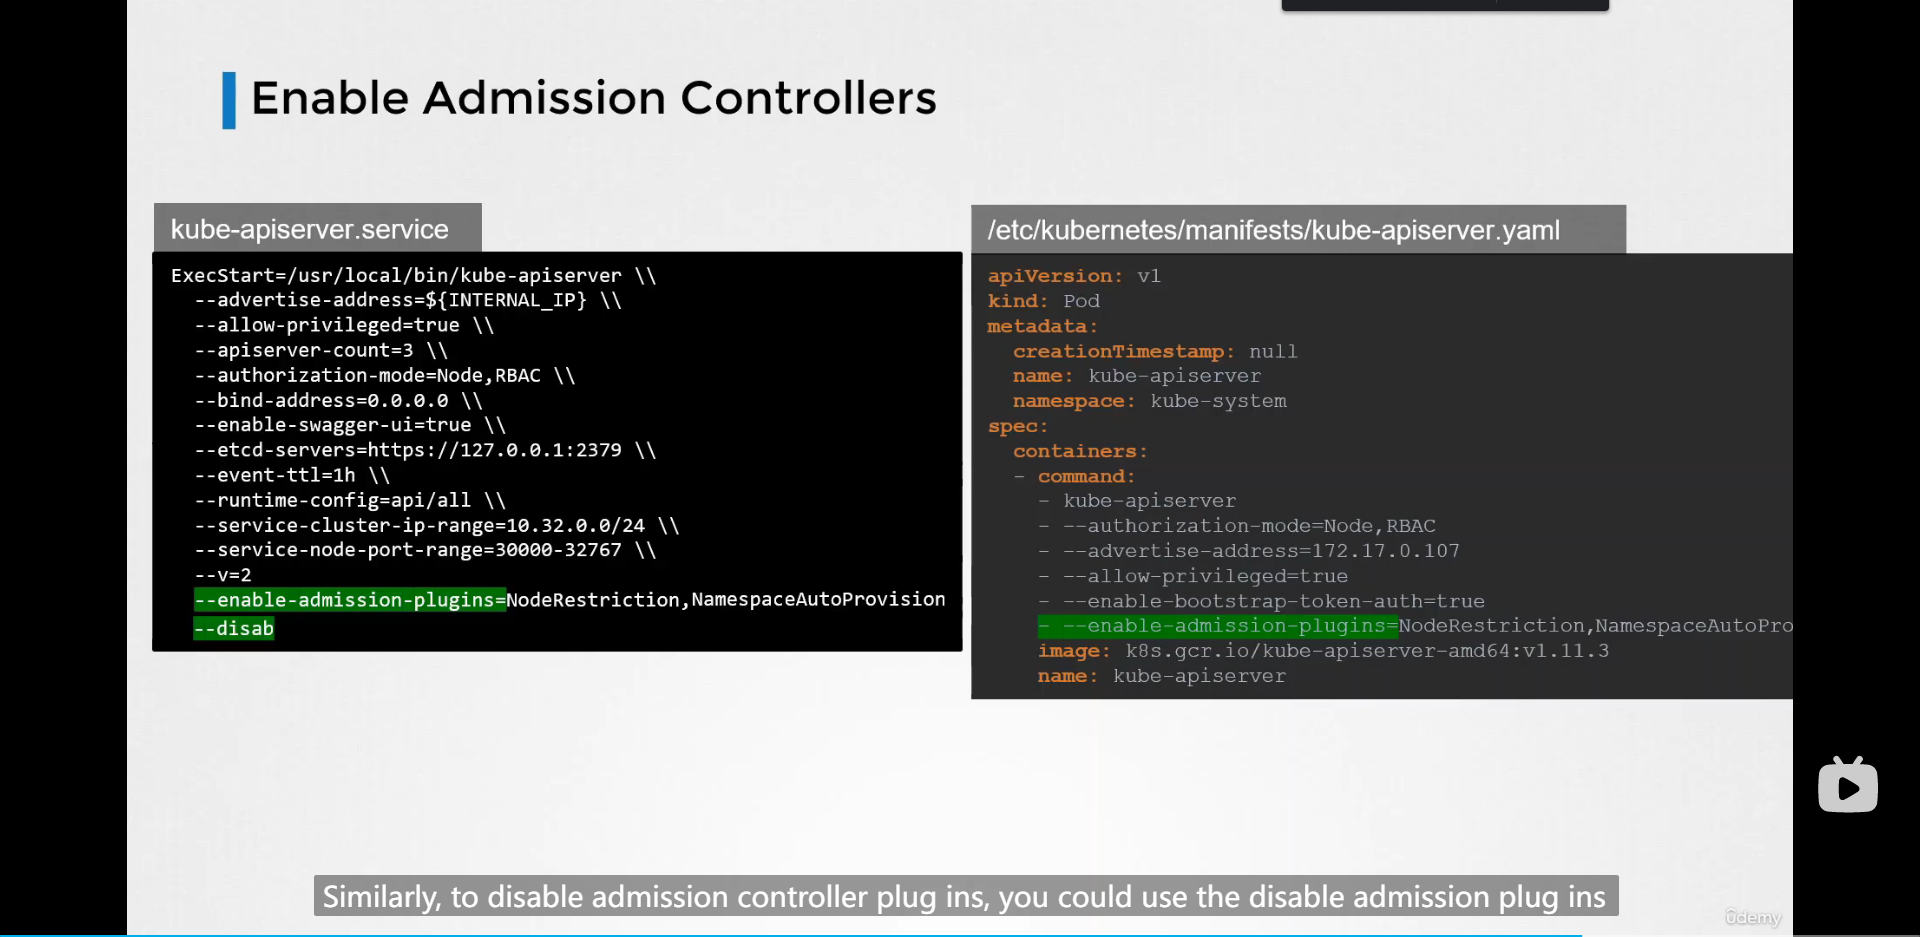 Enable Admission Controllers
kube-apiserver.service
ExecStart=/usr/local/bin/kube-apiserver \\
--advertise-address=${INTERNAL_IP} \\
--allow-privileged=true \\
--apiserver-count=3 \\
--authorization-mode=Node,RBAC \\
--bind-address=0.0.0.0 \\
--enable-swagger-ui=true \\
--etcd-servers=https://127.0.0.1:2379 \\
--event-ttl=1h \\
--runtime-config=api/all \\
--service-cluster-ip-range=10.32.0.0/24 \\
--service-node-port-range=30000-32767 \\
--v=2
--enable-admission-plugins=NodeRestriction,NamespaceAutoProvision
--disab
/etc/kubernetes/manifests/kube-apiserver.yaml
apiVersion: v1
kind: Pod
metadata:
creationTimestamp: null
name: kube-apiserver
namespace: kube-system
spec:
containers:
- command:
- kube-apiserver
- --authorization-mode=Node,RBAC
- --advertise-address=172.17.0.107
- --allow-privileged=true
- --enable-bootstrap-token-auth=true
- --enable-admission-plugins=NodeRestriction,NamespaceAutoPro
image: k8s.gcr.io/kube-apiserver-amd64:v1.11.3
name: kube-apiserver
Similarly, to disable admission controller plug ins, you could use the disable admission plug ins
ûdemy